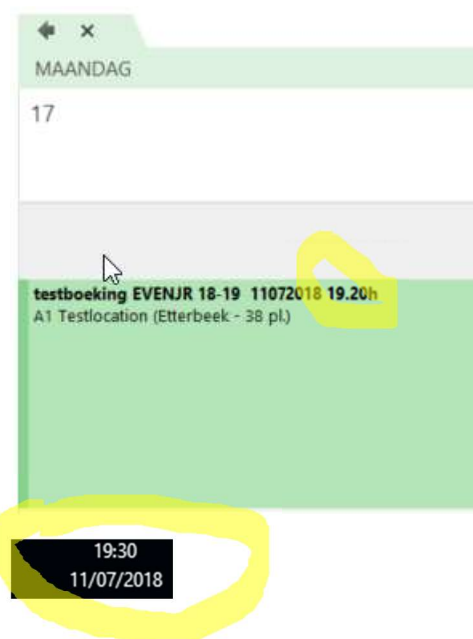 MAANDAG
17
testboeking EVENJR 18-19 11072018 19.20h
A1 Testlocation (Etterbeek - 38 pl.)
19:30
11/07/2018